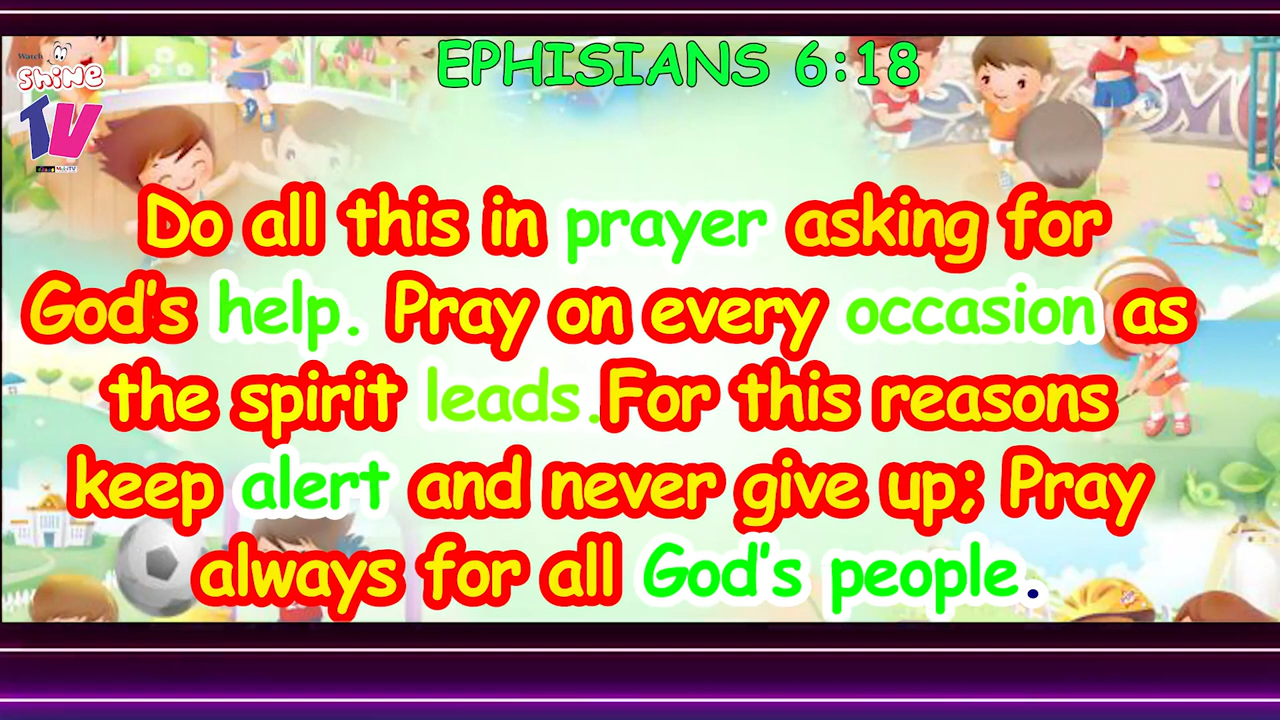 EPHISIANS 6:18
Watch
SHINE
TV
Do all this in prayer asking for
God's help. Pray on every occasion as
the spirit leads.For this reasons
keep alert and never give up; Pray
always for all God's people.